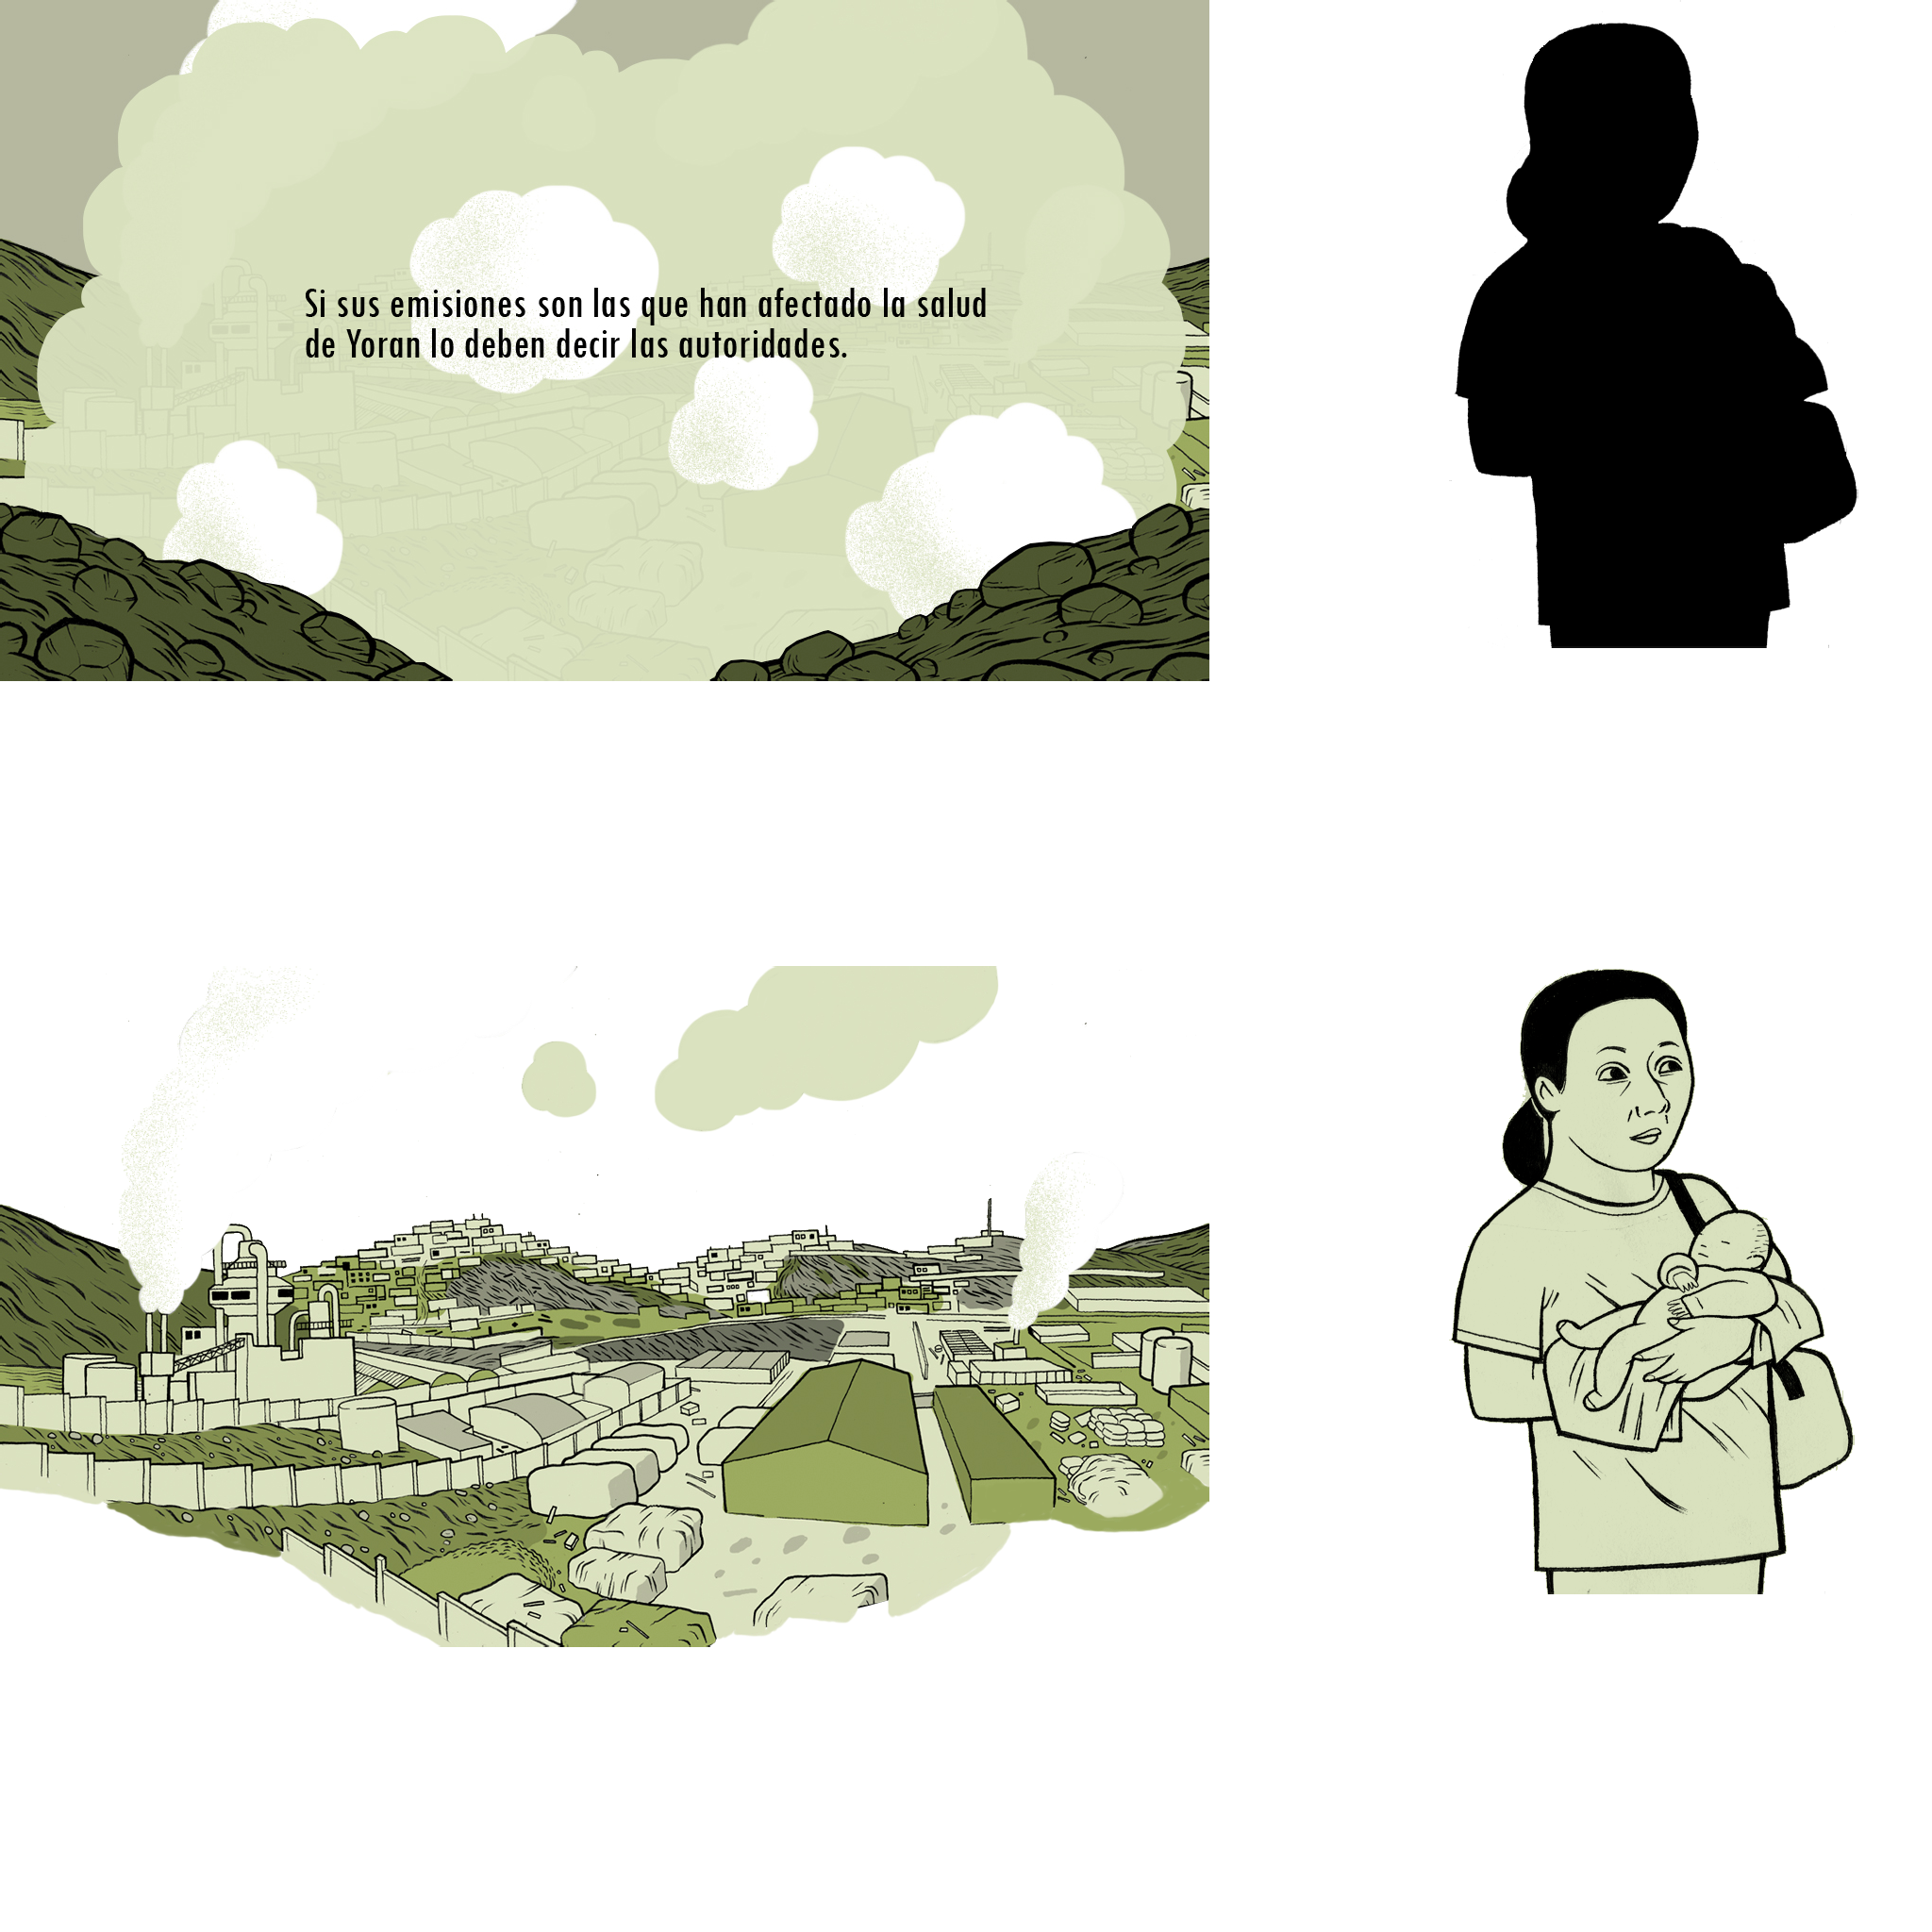 Si sus emisiones son las que han afectado la salud
de Yoran lo deben decir las autoridades.